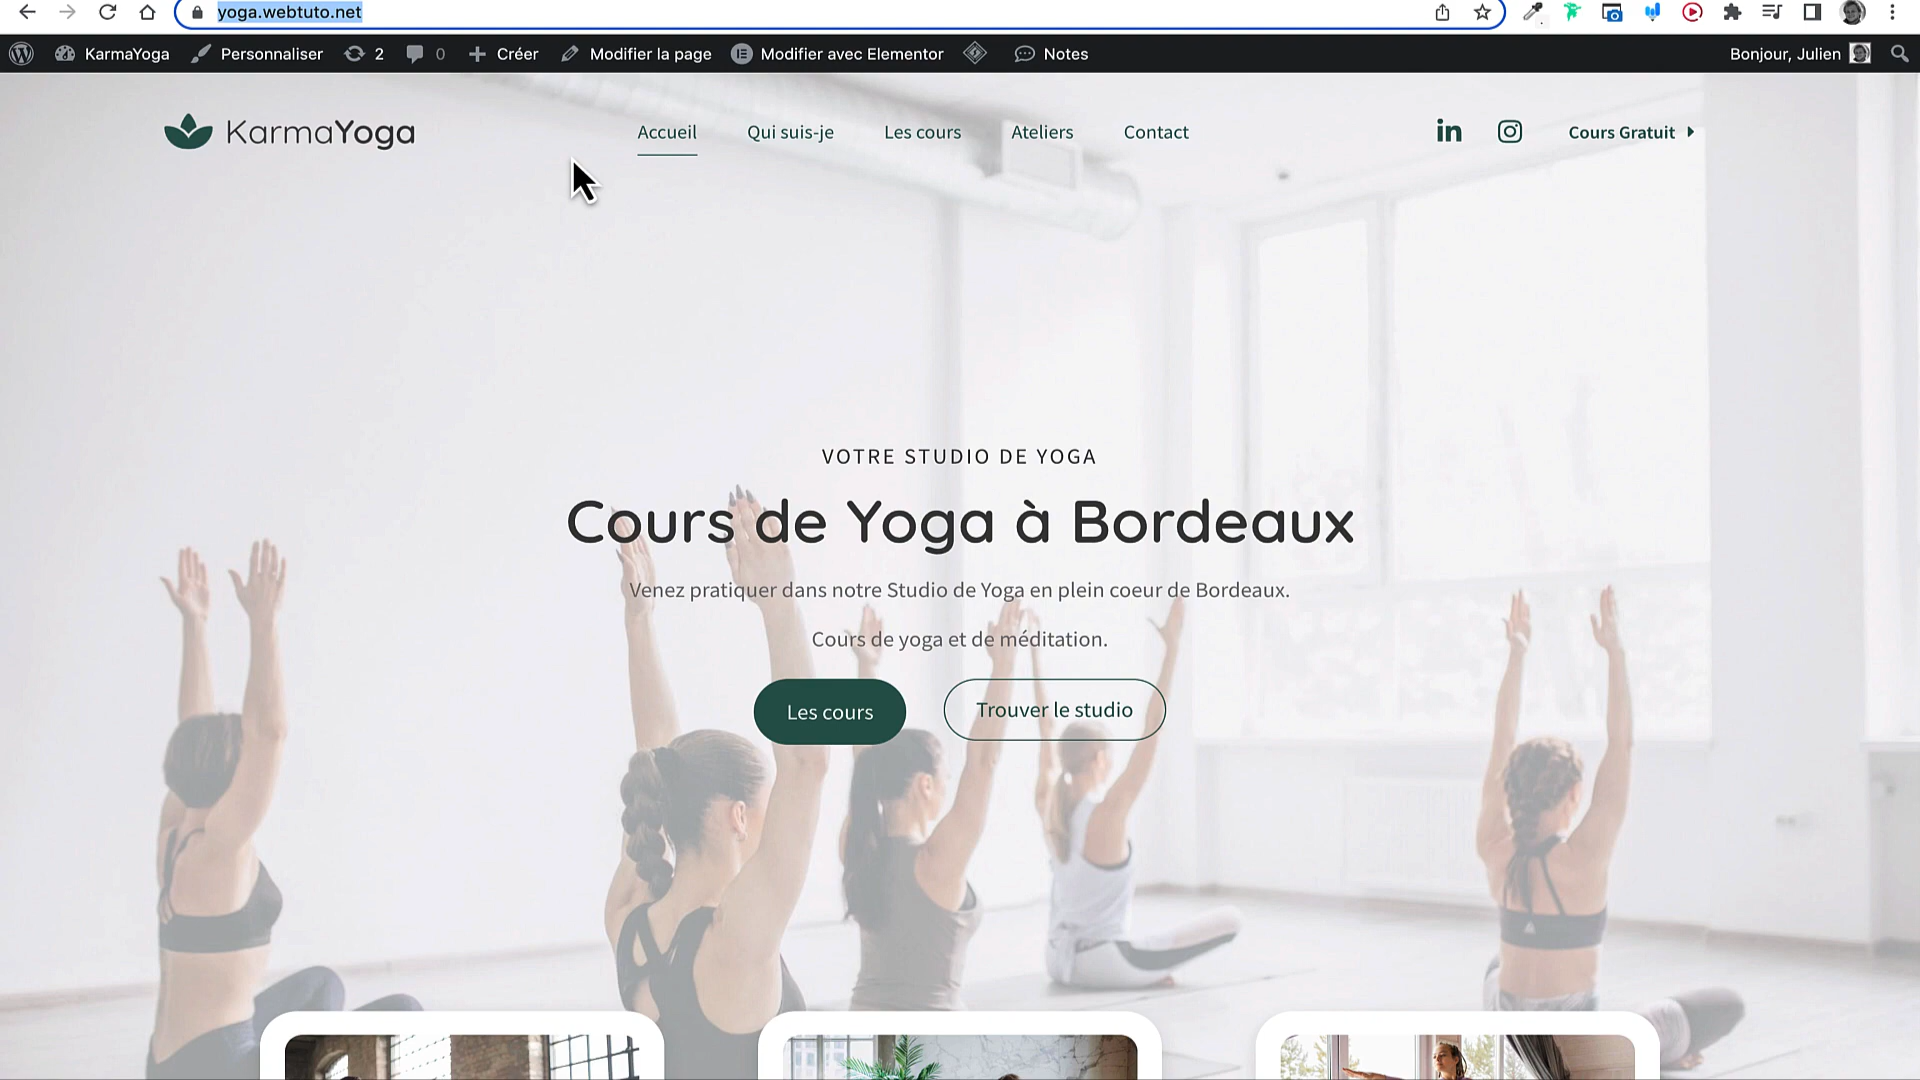 yoga.webtuto.net
KarmaYoga Personnaliser 2 0 Créer Modifier la page Modifier avec Elementor Notes Bonjour, Julien
KarmaYoga Accueil Qui suis-je Les cours Ateliers Contact in Cours Gratuit
VOTRE STUDIO DE YOGA
Cours de Yoga à Bordeaux
Venez pratiquer dans notre Studio de Yoga en plein coeur de Bordeaux.
Cours de yoga et de méditation.
Les cours Trouver le studio